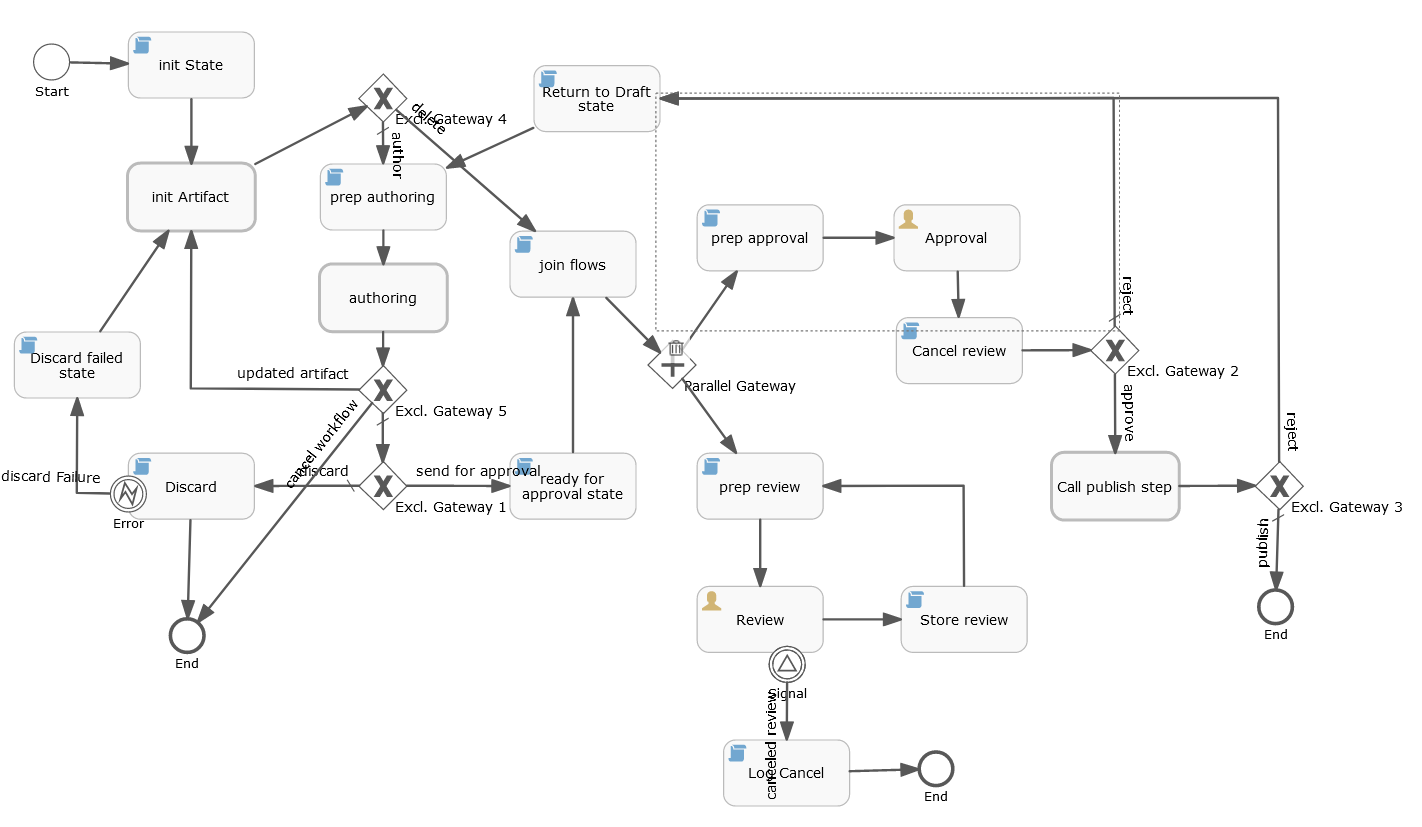 init State
Start
Excl. Gateway 4
delete
Return to Draft
state
author
init Artifact
prep authoring
prep approval
Approval
join flows
authoring
reject
Discard failed
state
updated artifact
Cancel review
Excl. Gateway 2
Parallel Gateway
Excl. Gateway 5
approve
cancel workflow
reject
discard Failure
discard
send for approval
Discard
ready for
approval state
prep review
Call publish step
Excl. Gateway 1
Excl. Gateway 3
Error
publish
Review
Store review
End
End
Signal
canceled review
Log Cancel
End